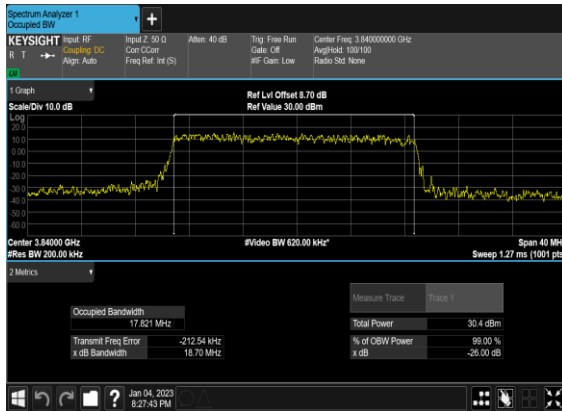 Spectrum Analyzer 1
Occupied BW
KEYSIGHT
R T
LXI
Input: RF
Coupling: DC
Align: Auto
Input Z: 50 Ω
Corr CCorr
Freq Ref: Int (S)
Atten: 40 dB
Trig: Free Run
Gate: Off
#IF Gain: Low
Center Freq: 3.840000000 GHz
Avg|Hold: 100/100
Radio Std: None
1 Graph
Scale/Div 10.0 dB
Ref Lvl Offset 8.70 dB
Ref Value 30.00 dBm
Log
20.0
10.0
0.00
-10.0
-20.0
-30.0
-40.0
-50.0
-60.0
Center 3.84000 GHz
#Res BW 200.00 kHz
#Video BW 620.00 kHz*
Span 40 MH
Sweep 1.27 ms (1001 pts
2 Metrics
Measure Trace Trace 1
Occupied Bandwidth
17.821 MHz
Total Power 30.4 dBm
Transmit Freq Error -212.54 kHz
% of OBW Power 99.00 %
x dB Bandwidth 18.70 MHz
x dB -26.00 dB
?
Jan 04, 2023
8:27:43 PM